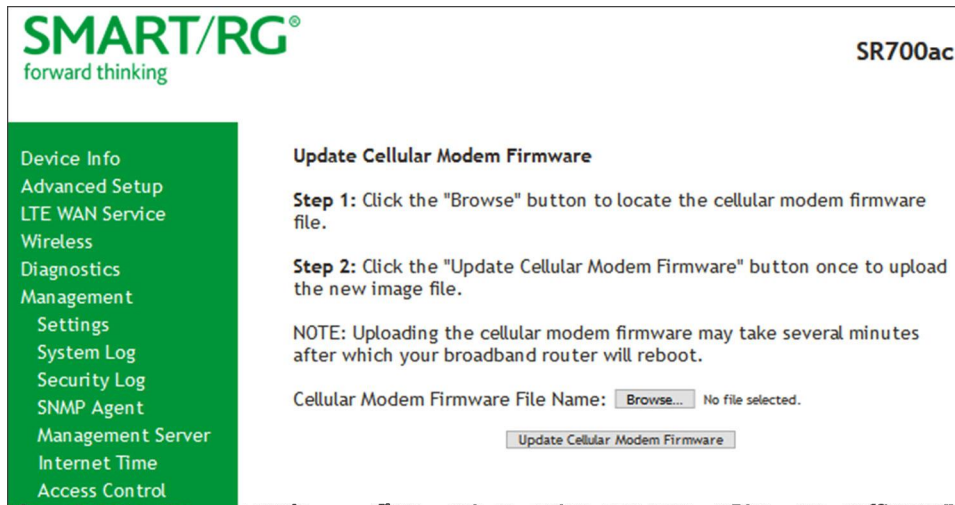 SMART/RG®
forward thinking
SR700ac
Device Info
Advanced Setup
LTE WAN Service
Wireless
Diagnostics
Management
Settings
System Log
Security Log
SNMP Agent
Management Server
Internet Time
Access Control
Update Cellular Modem Firmware
Step 1: Click the "Browse" button to locate the cellular modem firmware
file.
Step 2: Click the "Update Cellular Modem Firmware" button once to upload
the new image file.
NOTE: Uploading the cellular modem firmware may take several minutes
after which your broadband router will reboot.
Cellular Modem Firmware File Name: Browse... No file selected.
Update Cellular Modem Firmware